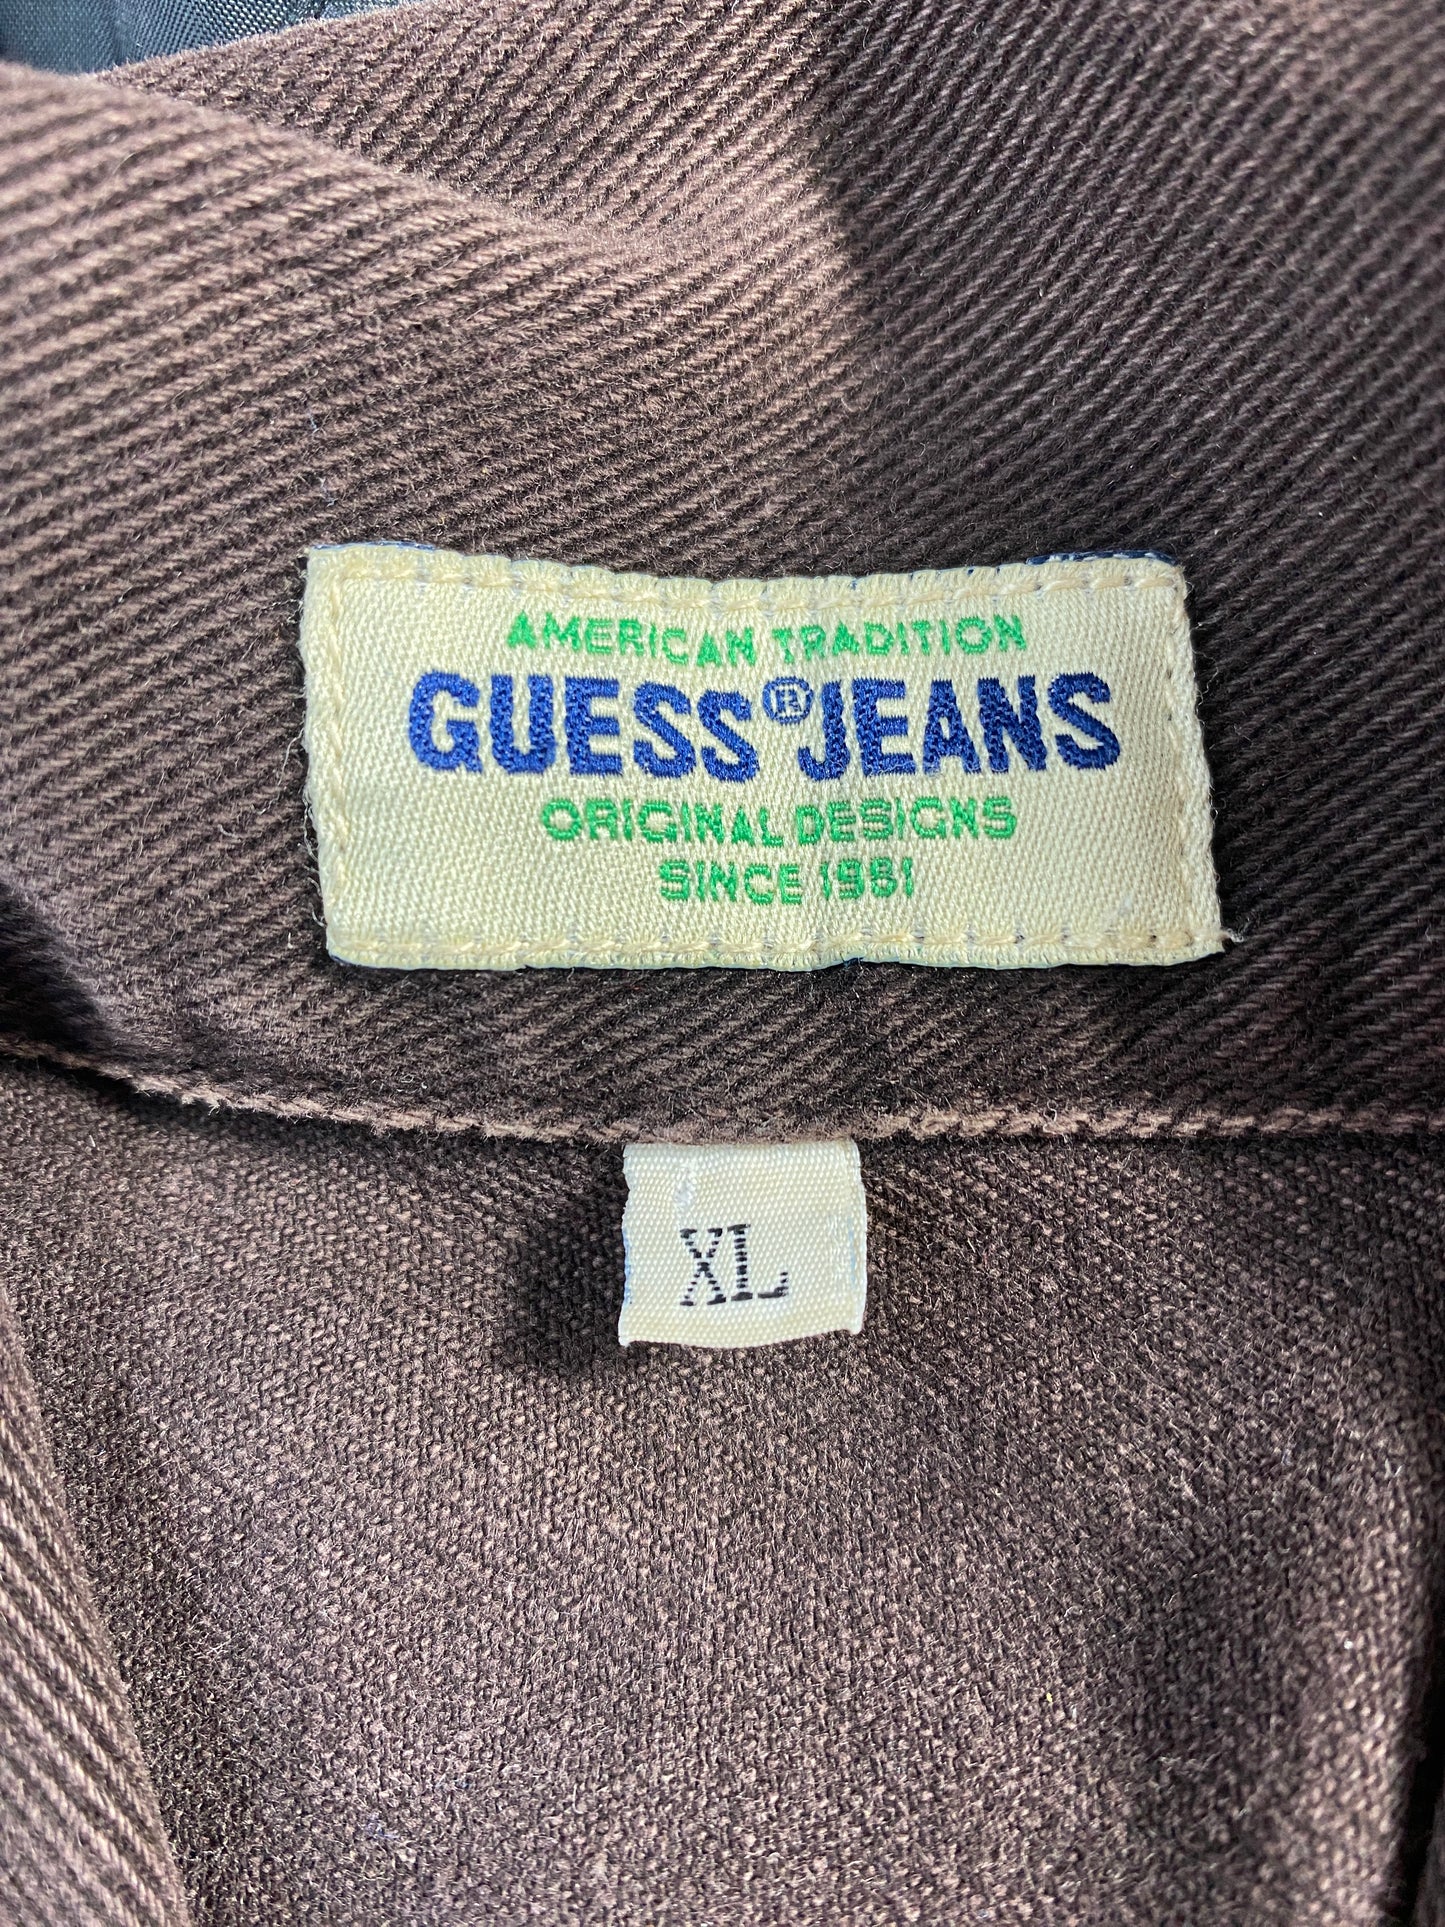 AMERICAN TRADITION
GUESS® JEANS
ORIGINAL DESIGNS
SINCE 1981
XL